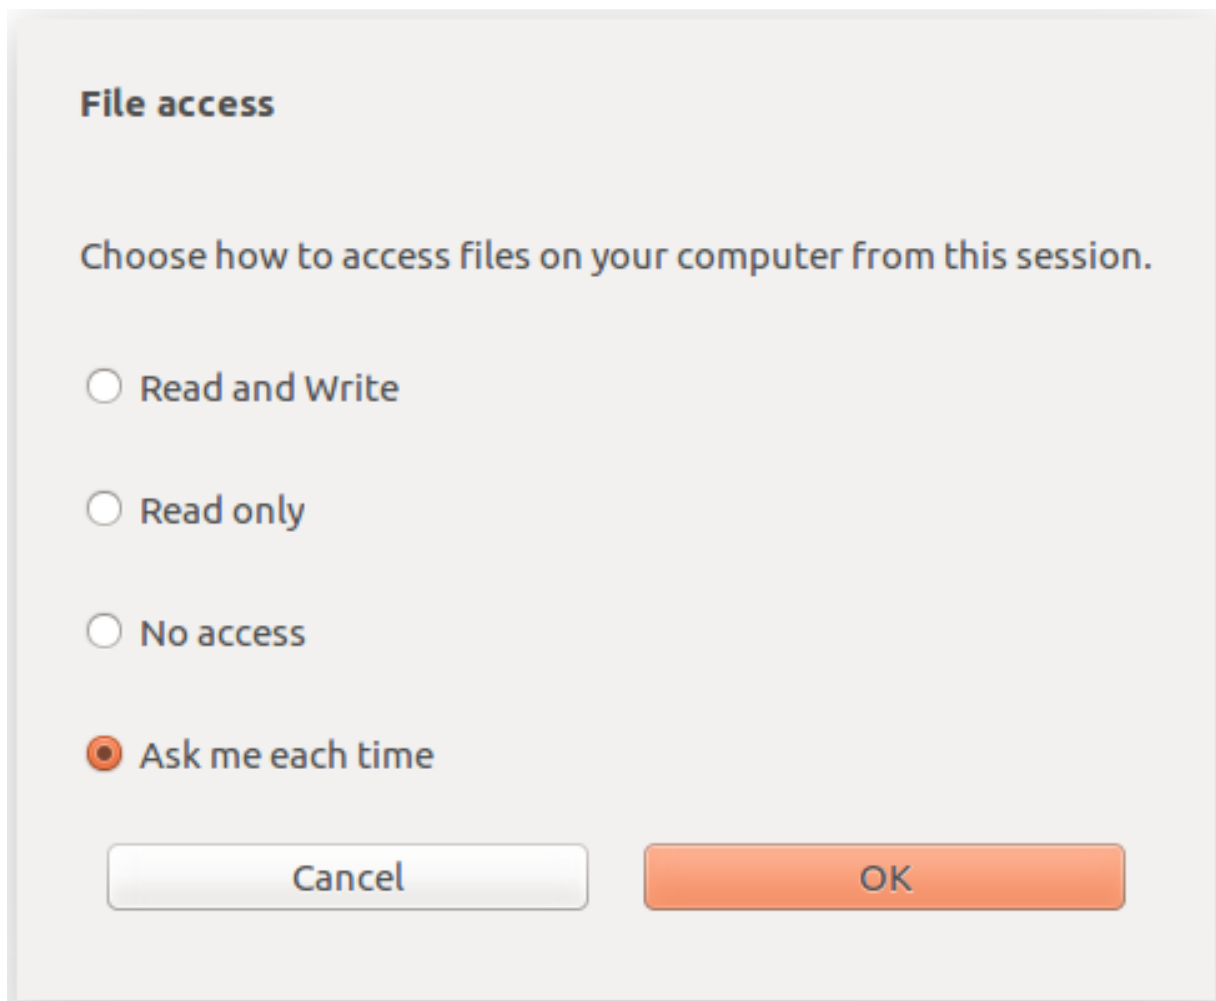 File access
Choose how to access files on your computer from this session.
Read and Write
Read only
No access
Ask me each time
Cancel OK